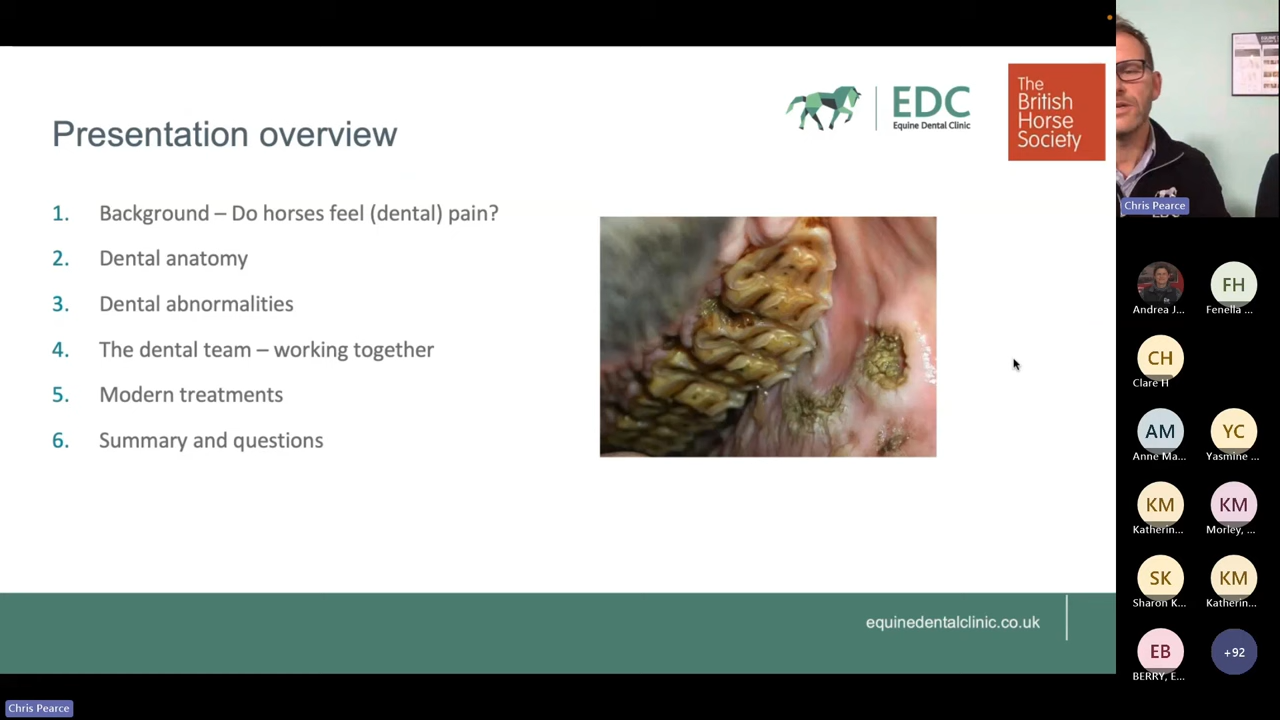 Presentation overview
EDC
Equine Dental Clinic
The
British
Horse
Society
1. Background – Do horses feel (dental) pain?
2. Dental anatomy
3. Dental abnormalities
4. The dental team – working together
5. Modern treatments
6. Summary and questions
equinedentalclinic.co.uk
Chris Pearce
Chris Pearce
Andrea J...
FH
Fenella ...
CH
Clare H
AM
Anne Ma...
YC
Yasmine ...
KM
Katherin...
KM
Morley, ...
SK
Sharon K...
KM
Katherin...
EB
BERRY, E...
+92